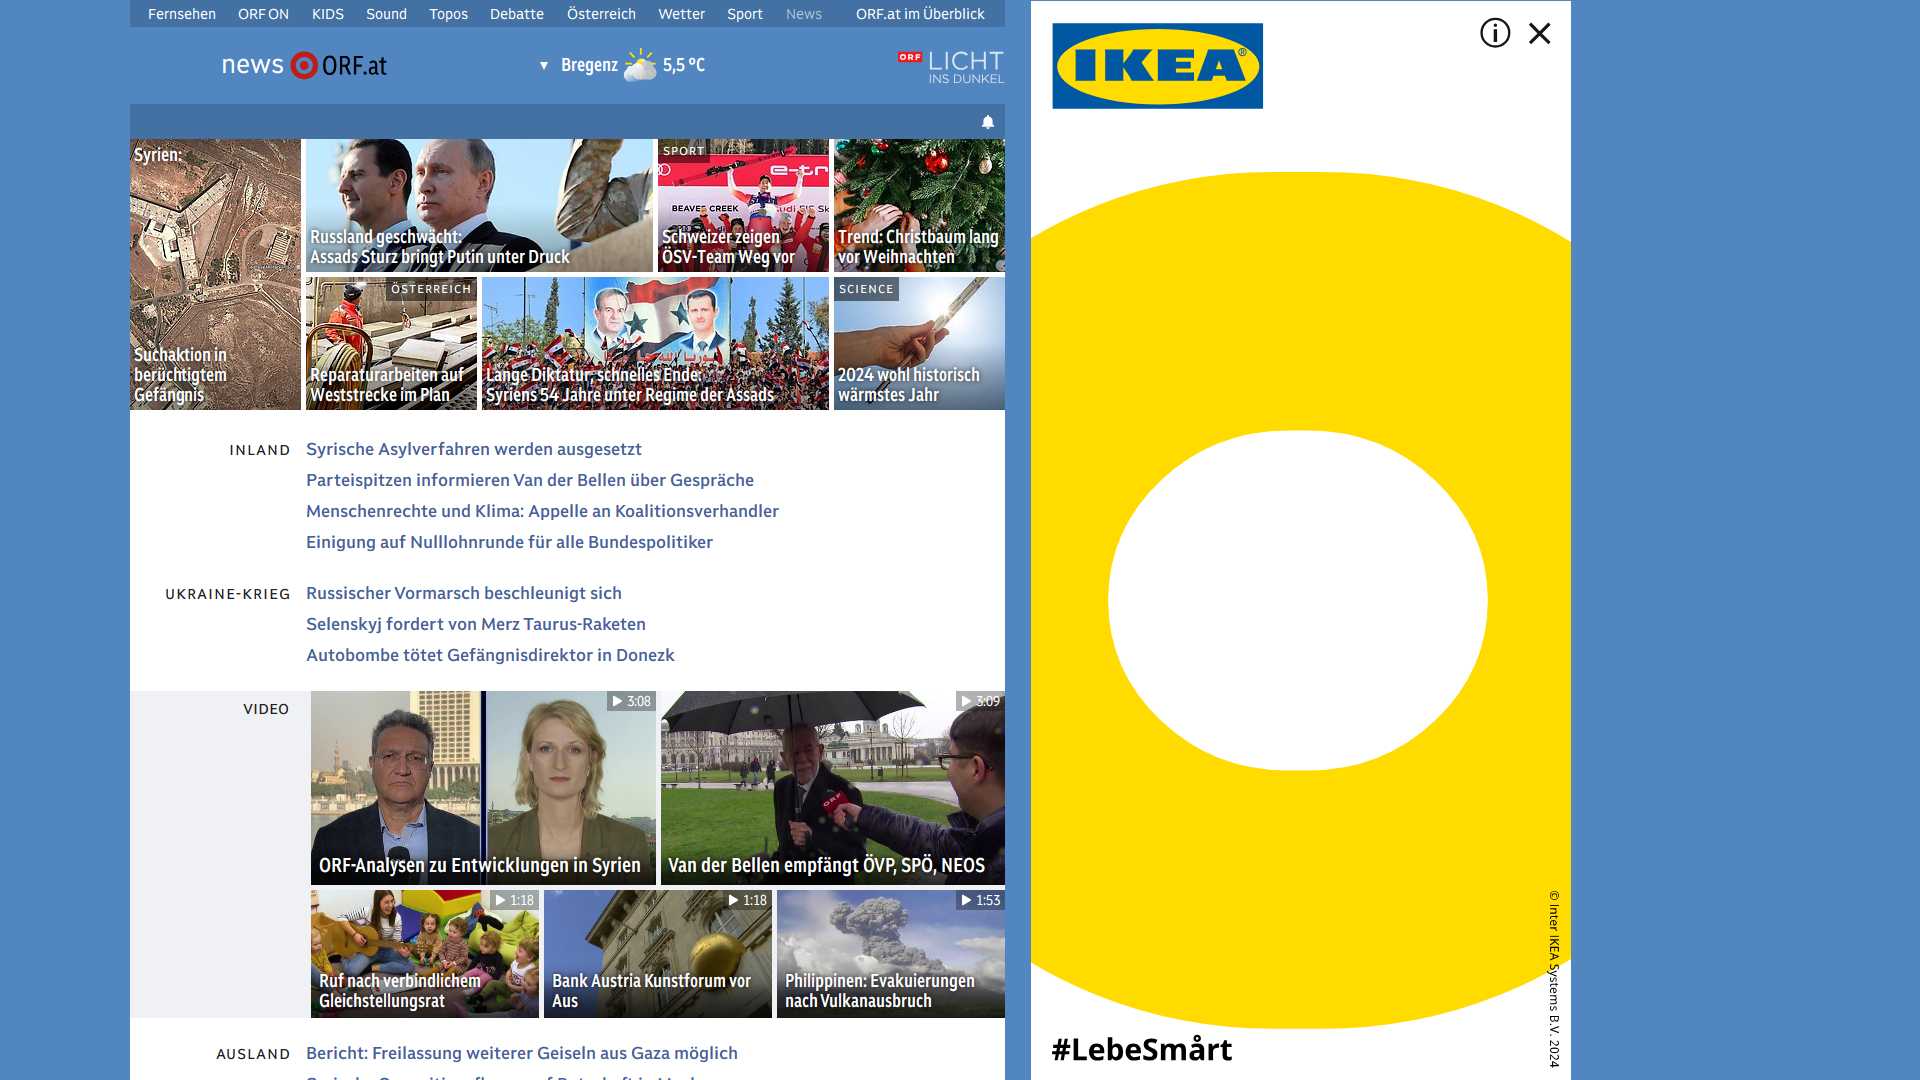 Fernsehen ORF ON KIDS Sound Topos Debatte Österreich Wetter Sport News ORF.at im Überblick
news ORF.at
Bregenz 5,5 °C
ORF LICHT
INS DUNKEL
Syrien:
Suchaktion in
berüchtigtem
Gefängnis
Russland geschwächt:
Assads Sturz bringt Putin unter Druck
SPORT
BEAVER CREEK
Schweizer zeigen
ÖSV-Team Weg vor
Trend: Christbaum lang
vor Weihnachten
ÖSTERREICH
Reparaturarbeiten auf
Weststrecke im Plan
Lange Diktatur, schnelles Ende:
Syriens 54 Jahre unter Regime der Assads
SCIENCE
2024 wohl historisch
wärmstes Jahr
INLAND
Syrische Asylverfahren werden ausgesetzt
Parteispitzen informieren Van der Bellen über Gespräche
Menschenrechte und Klima: Appelle an Koalitionsverhandler
Einigung auf Nulllohnrunde für alle Bundespolitiker
UKRAINE-KRIEG
Russischer Vormarsch beschleunigt sich
Selenskyj fordert von Merz Taurus-Raketen
Autobombe tötet Gefängnisdirektor in Donezk
VIDEO
3:08
ORF-Analysen zu Entwicklungen in Syrien
3:09
ORF
Van der Bellen empfängt ÖVP, SPÖ, NEOS
1:18
Ruf nach verbindlichem
Gleichstellungsrat
1:18
Bank Austria Kunstforum vor
Aus
1:53
Philippinen: Evakuierungen
nach Vulkanausbruch
AUSLAND
Bericht: Freilassung weiterer Geiseln aus Gaza möglich
IKEA®
#LebeSmårt
© Inter IKEA Systems B.V. 2024